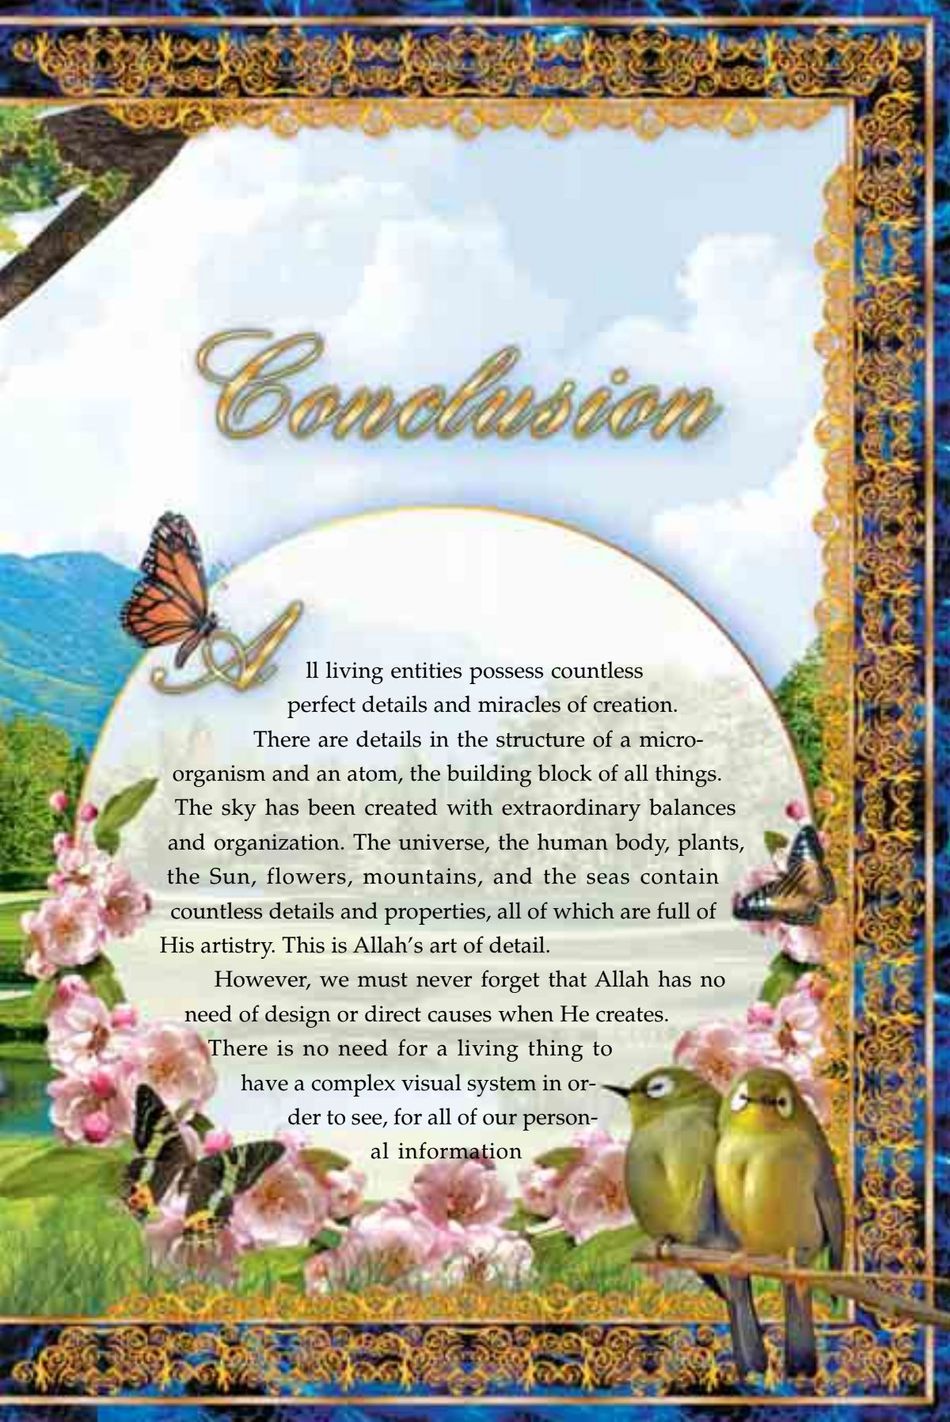 Conclusion
All living entities possess countless
perfect details and miracles of creation.
There are details in the structure of a micro-
organism and an atom, the building block of all things.
The sky has been created with extraordinary balances
and organization. The universe, the human body, plants,
the Sun, flowers, mountains, and the seas contain
countless details and properties, all of which are full of
His artistry. This is Allah’s art of detail.
However, we must never forget that Allah has no
need of design or direct causes when He creates.
There is no need for a living thing to
have a complex visual system in or-
der to see, for all of our person-
al information